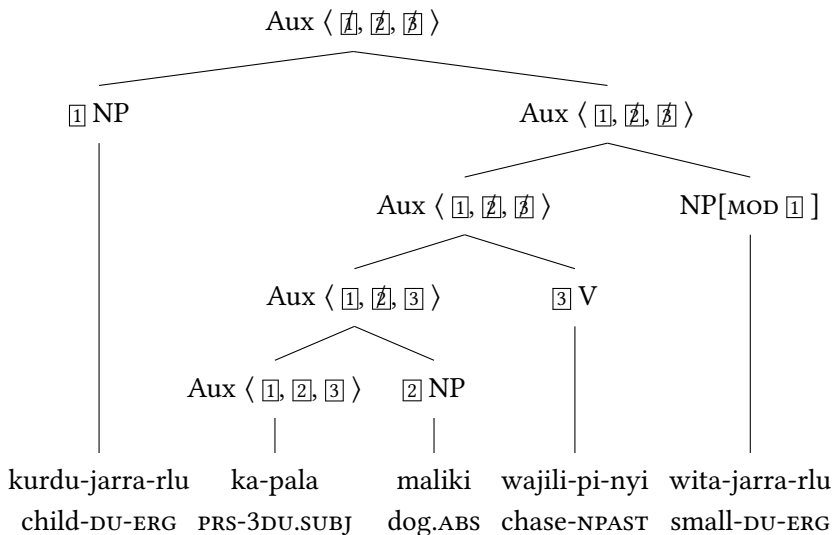 Aux ⟨ 1̸, 2̸, 3̸ ⟩
1 NP Aux ⟨ 1, 2̸, 3̸ ⟩
Aux ⟨ 1, 2̸, 3̸ ⟩ NP[MOD 1 ]
Aux ⟨ 1, 2̸, 3 ⟩ 3 V
Aux ⟨ 1, 2, 3 ⟩ 2 NP
kurdu-jarra-rlu ka-pala maliki wajili-pi-nyi wita-jarra-rlu
child-DU-ERG PRS-3DU.SUBJ dog.ABS chase-NPAST small-DU-ERG